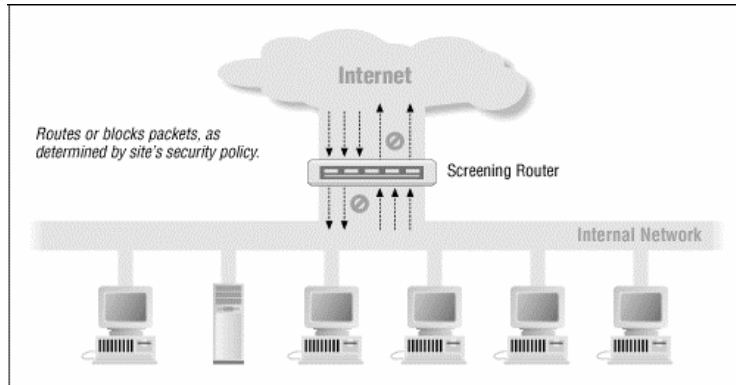 Internet
Routes or blocks packets, as
determined by site's security policy.
Screening Router
Internal Network